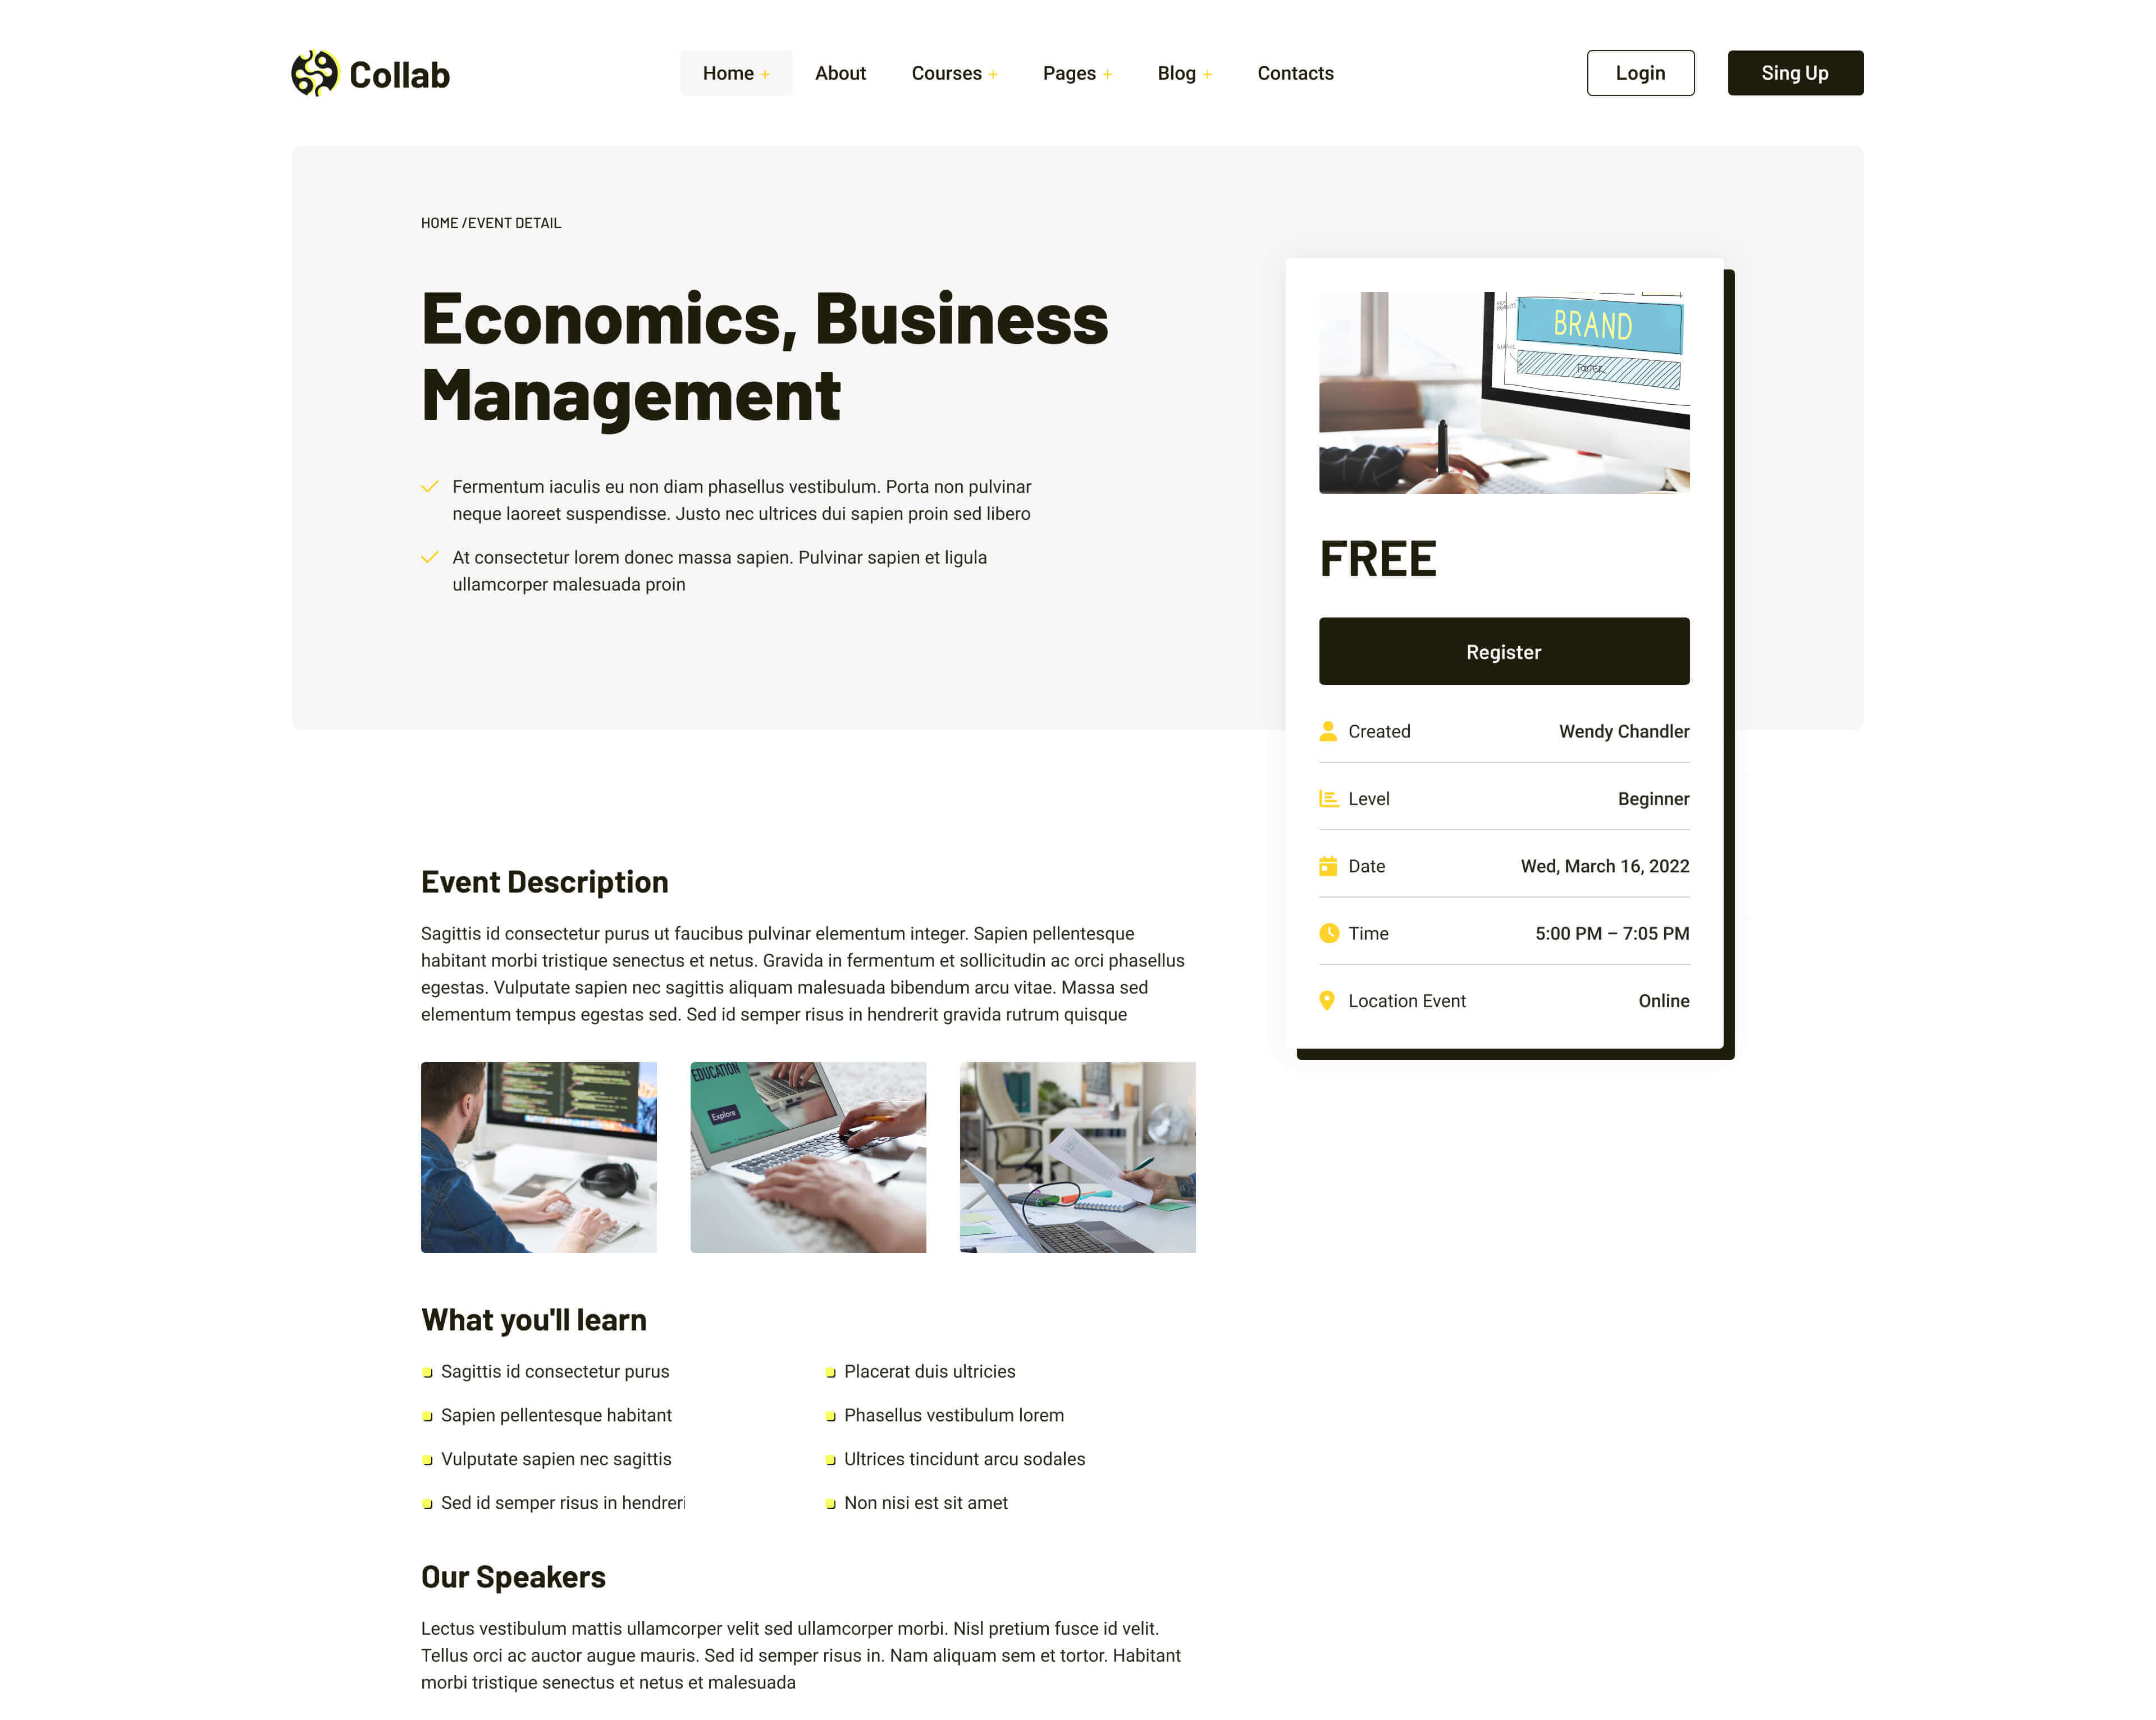 Collab
Home +
About
Courses +
Pages +
Blog +
Contacts
Login
Sing Up
HOME /EVENT DETAIL
Economics, Business
Management
Fermentum iaculis eu non diam phasellus vestibulum. Porta non pulvinar
neque laoreet suspendisse. Justo nec ultrices dui sapien proin sed libero
At consectetur lorem donec massa sapien. Pulvinar sapien et ligula
ullamcorper malesuada proin
BRAND
GRAPHIC
FOOTER
FREE
Register
Created
Wendy Chandler
Level
Beginner
Date
Wed, March 16, 2022
Time
5:00 PM – 7:05 PM
Location Event
Online
Event Description
Sagittis id consectetur purus ut faucibus pulvinar elementum integer. Sapien pellentesque
habitant morbi tristique senectus et netus. Gravida in fermentum et sollicitudin ac orci phasellus
egestas. Vulputate sapien nec sagittis aliquam malesuada bibendum arcu vitae. Massa sed
elementum tempus egestas sed. Sed id semper risus in hendrerit gravida rutrum quisque
EDUCATION
Explore
What you'll learn
Sagittis id consectetur purus
Sapien pellentesque habitant
Vulputate sapien nec sagittis
Sed id semper risus in hendreri
Placerat duis ultricies
Phasellus vestibulum lorem
Ultrices tincidunt arcu sodales
Non nisi est sit amet
Our Speakers
Lectus vestibulum mattis ullamcorper velit sed ullamcorper morbi. Nisl pretium fusce id velit.
Tellus orci ac auctor augue mauris. Sed id semper risus in. Nam aliquam sem et tortor. Habitant
morbi tristique senectus et netus et malesuada